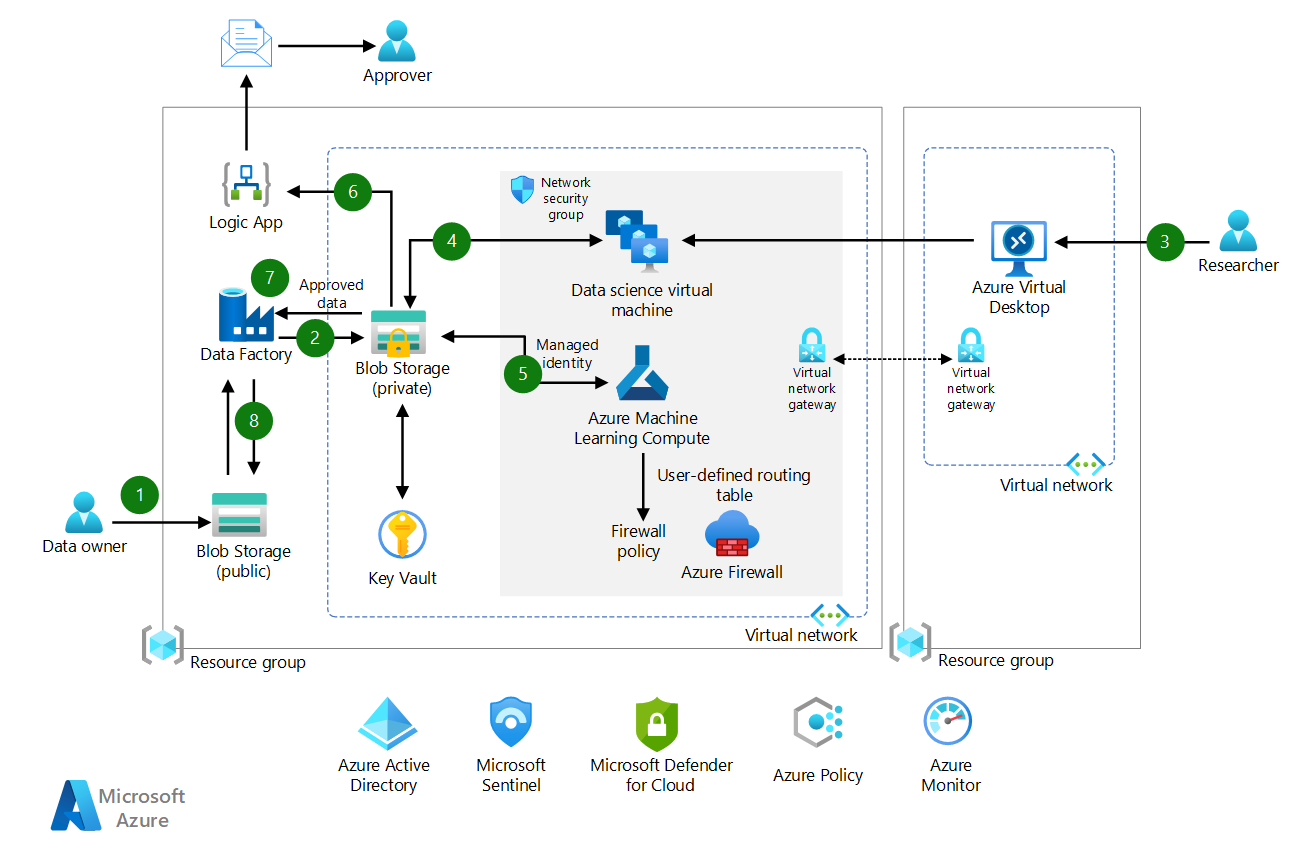 Approver
Logic App
6
Network
security
group
4
Data science virtual
machine
3
Researcher
Azure Virtual
Desktop
7
Approved
data
Data Factory
2
Blob Storage
(private)
Managed
identity
5
Azure Machine
Learning Compute
Virtual
network
gateway
Virtual
network
gateway
8
1
Data owner
Blob Storage
(public)
Key Vault
User-defined routing
table
Firewall
policy
Azure Firewall
Virtual network
Virtual network
Resource group
Resource group
Azure Active
Directory
Microsoft
Sentinel
Microsoft Defender
for Cloud
Azure Policy
Azure
Monitor
Microsoft
Azure